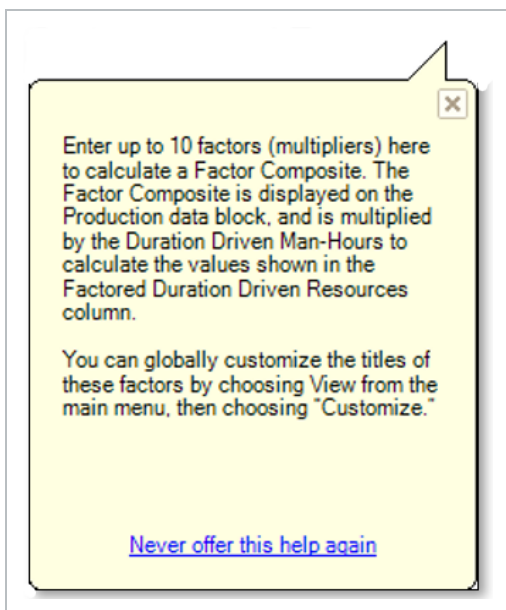 Enter up to 10 factors (multipliers) here
to calculate a Factor Composite. The
Factor Composite is displayed on the
Production data block, and is multiplied
by the Duration Driven Man-Hours to
calculate the values shown in the
Factored Duration Driven Resources
column.
You can globally customize the titles of
these factors by choosing View from the
main menu, then choosing "Customize."
Never offer this help again